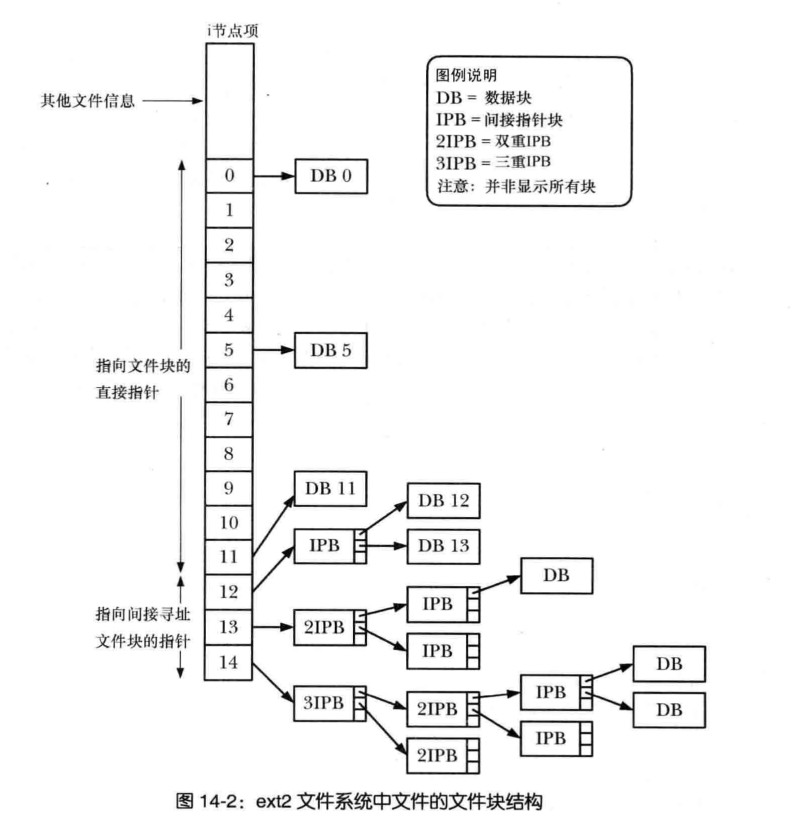 i节点项
其他文件信息
图例说明
DB = 数据块
IPB = 间接指针块
2IPB = 双重IPB
3IPB = 三重IPB
注意：并非显示所有块
0
DB 0
1
2
3
4
5
DB 5
指向文件块的
直接指针
6
7
8
9
10
11
DB 11
12
IPB
DB 12
DB 13
指向间接寻址
文件块的指针
13
2IPB
IPB
DB
IPB
14
3IPB
2IPB
IPB
DB
DB
IPB
2IPB
图 14-2：ext2 文件系统中文件的文件块结构